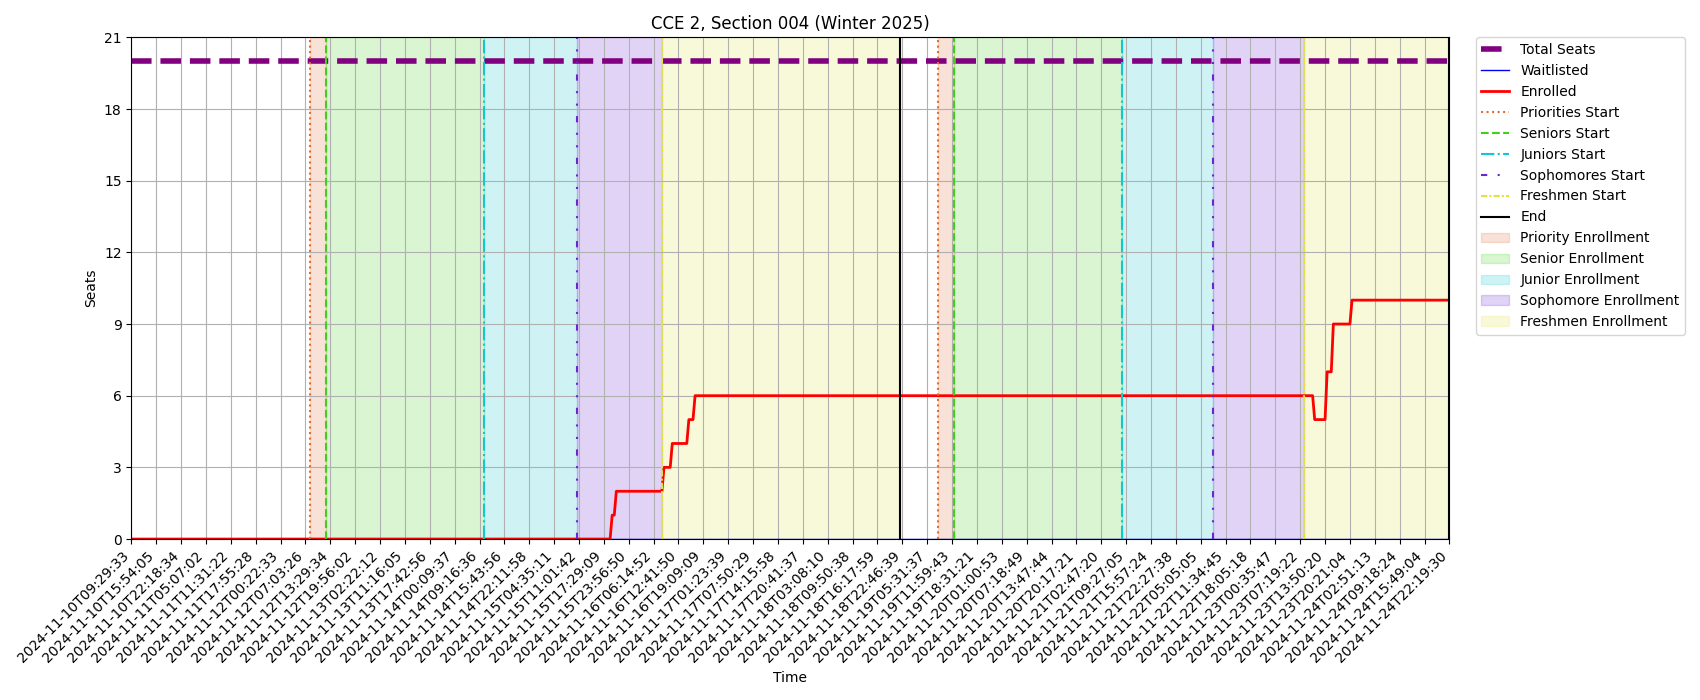 CCE 2, Section 004 (Winter 2025)
21
18
15
12
9
6
3
0
Seats
2024-11-10T09:29:33
2024-11-10T15:54:05
2024-11-10T22:18:34
2024-11-11T05:07:02
2024-11-11T11:31:22
2024-11-11T17:55:28
2024-11-12T00:22:33
2024-11-12T07:03:26
2024-11-12T13:29:34
2024-11-12T19:56:02
2024-11-13T02:22:12
2024-11-13T11:16:05
2024-11-13T17:42:56
2024-11-14T00:09:37
2024-11-14T09:16:36
2024-11-14T15:43:56
2024-11-14T22:11:58
2024-11-15T04:35:11
2024-11-15T11:01:42
2024-11-15T17:29:09
2024-11-15T23:56:50
2024-11-16T06:14:52
2024-11-16T12:41:50
2024-11-16T19:09:09
2024-11-17T01:23:39
2024-11-17T07:50:29
2024-11-17T14:15:58
2024-11-17T20:41:37
2024-11-18T03:08:10
2024-11-18T09:50:38
2024-11-18T16:17:59
2024-11-18T22:46:39
2024-11-19T05:31:37
2024-11-19T11:59:43
2024-11-19T18:31:21
2024-11-20T01:00:53
2024-11-20T07:18:49
2024-11-20T13:47:44
2024-11-20T20:17:21
2024-11-21T02:47:20
2024-11-21T09:27:05
2024-11-21T15:57:24
2024-11-21T22:27:38
2024-11-22T05:05:05
2024-11-22T11:34:45
2024-11-22T18:05:18
2024-11-23T00:35:47
2024-11-23T07:19:22
2024-11-23T13:50:20
2024-11-23T20:21:04
2024-11-24T02:51:13
2024-11-24T09:18:24
2024-11-24T15:49:04
2024-11-24T22:19:30
Time
Total Seats
Waitlisted
Enrolled
Priorities Start
Seniors Start
Juniors Start
Sophomores Start
Freshmen Start
End
Priority Enrollment
Senior Enrollment
Junior Enrollment
Sophomore Enrollment
Freshmen Enrollment